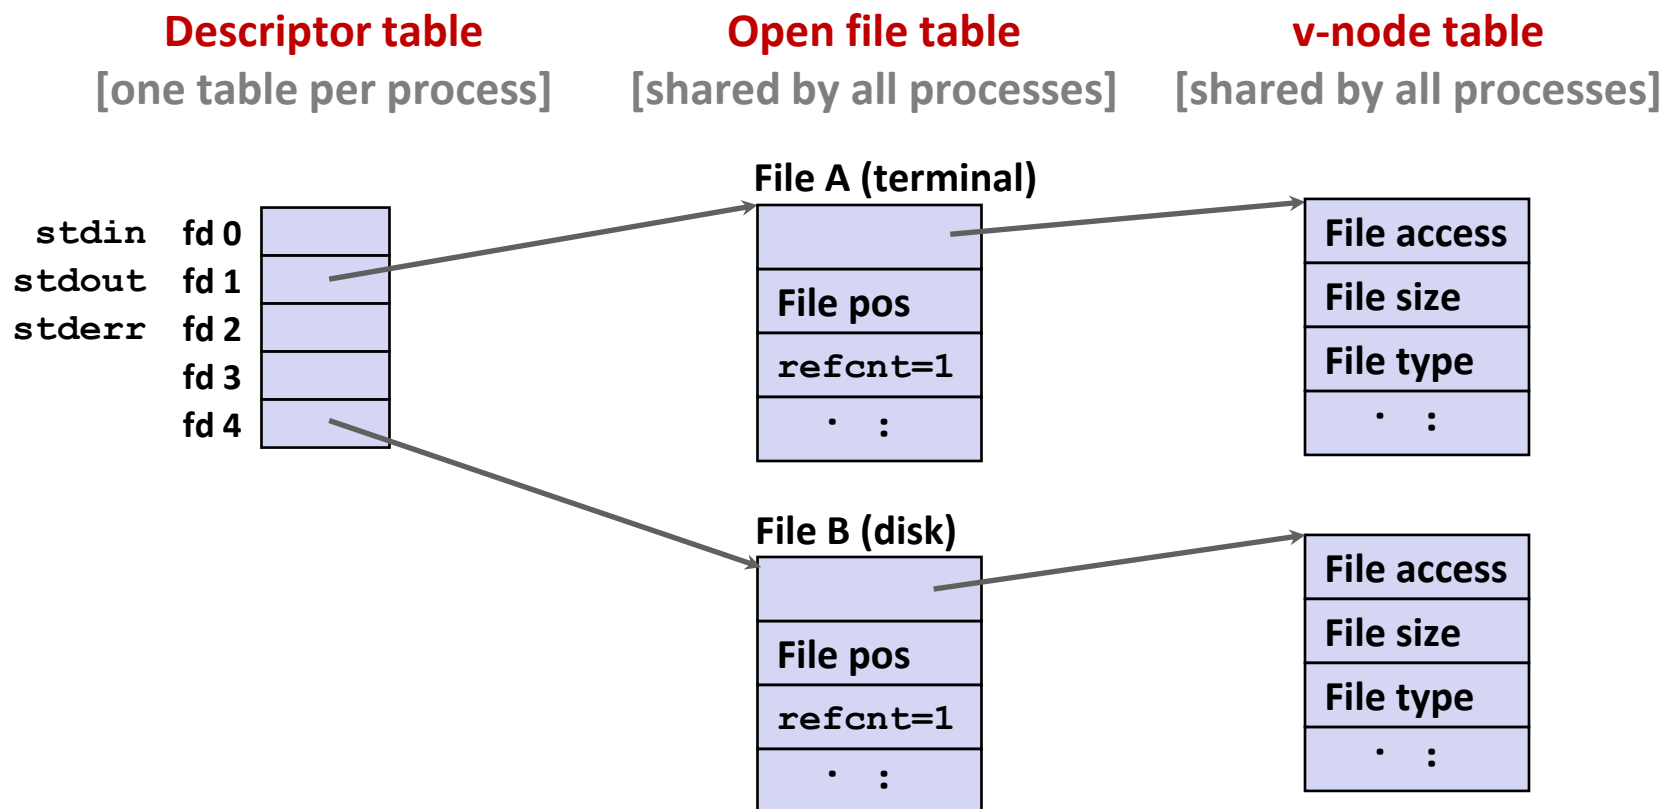 Descriptor table
[one table per process]
Open file table
[shared by all processes]
v-node table
[shared by all processes]
stdin fd 0
stdout fd 1
stderr fd 2
fd 3
fd 4
File A (terminal)
File pos
refcnt=1
. :
File access
File size
File type
. :
File B (disk)
File pos
refcnt=1
. :
File access
File size
File type
. :